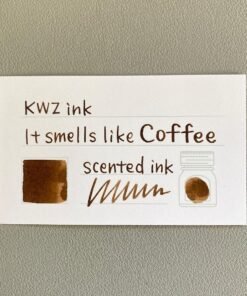 KWZ ink
It smells like Coffee
scented ink